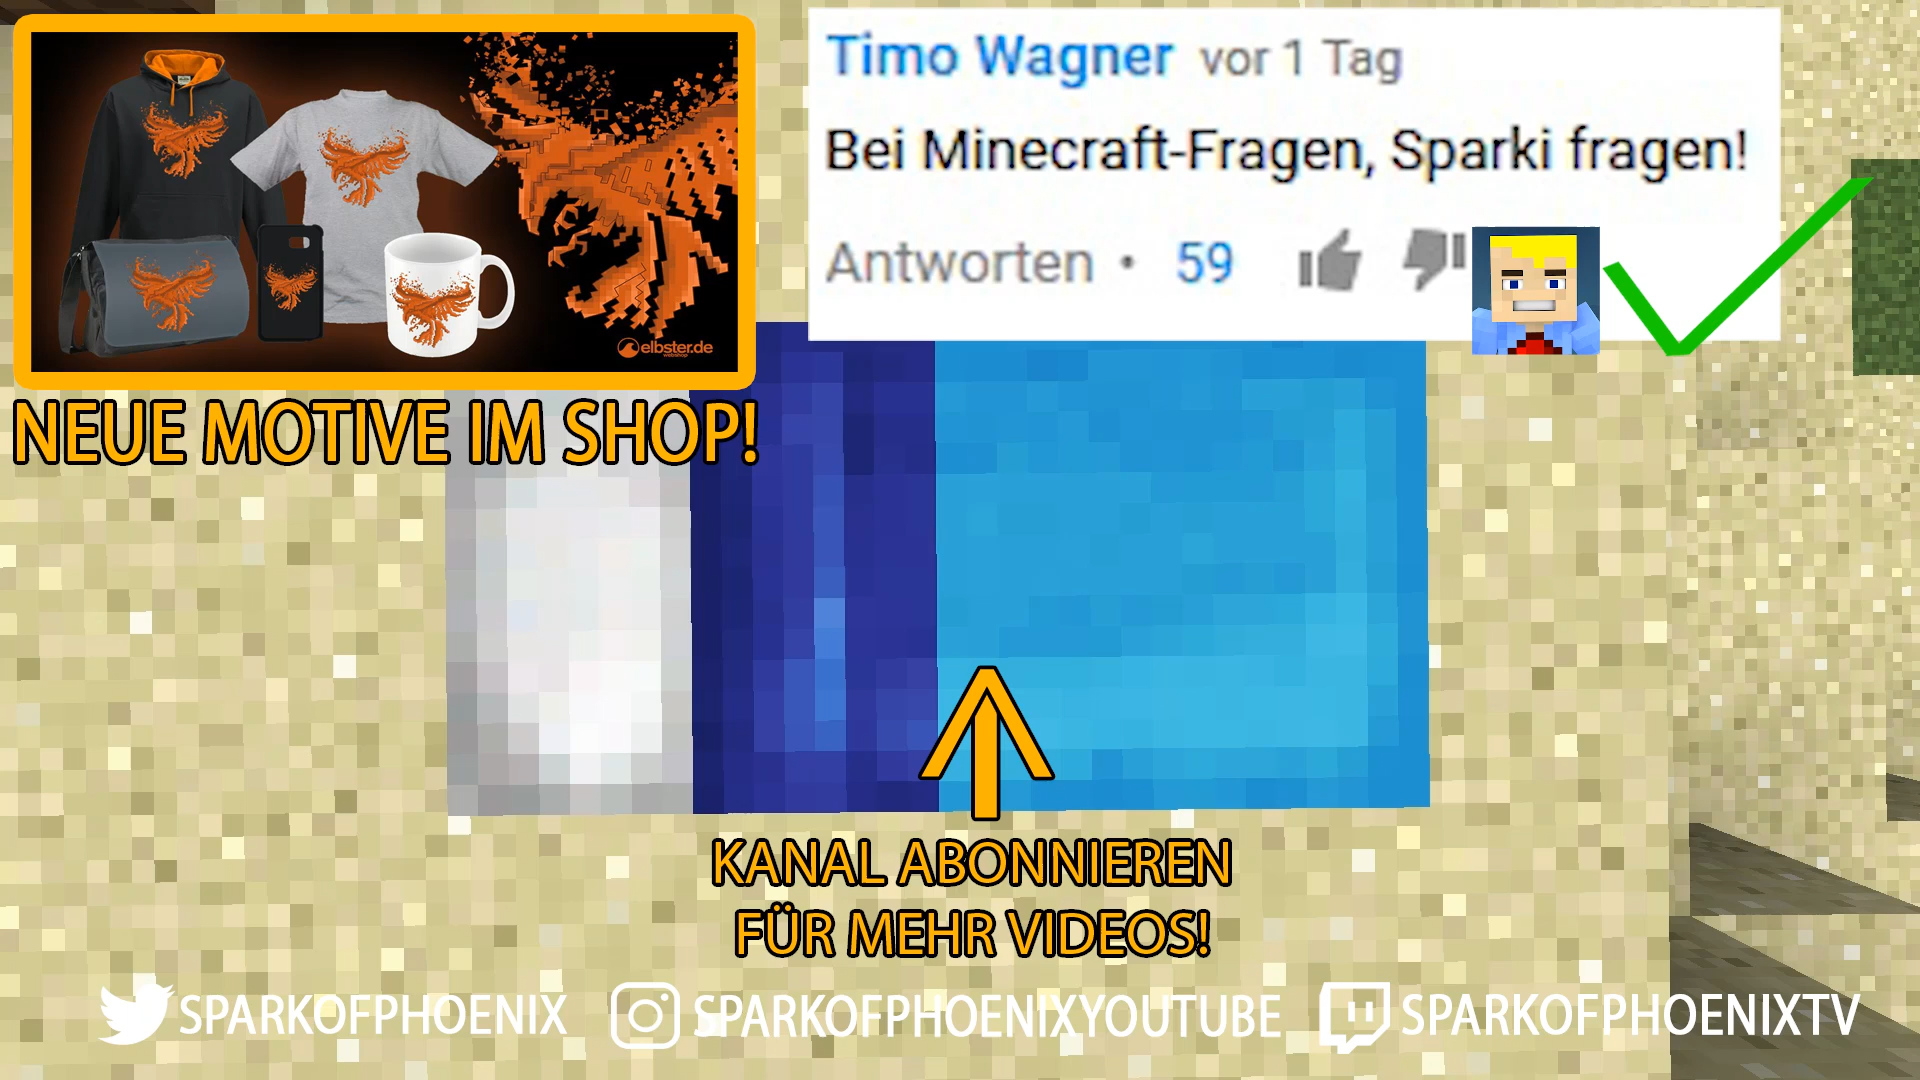 Timo Wagner vor 1 Tag
Bei Minecraft-Fragen, Sparki fragen!
Antworten • 59
elbster.de
webshop
NEUE MOTIVE IM SHOP!
KANAL ABONNIEREN
FÜR MEHR VIDEOS!
SPARKOFPHOENIX SPARKOFPHOENIXYOUTUBE SPARKOFPHOENIXTV